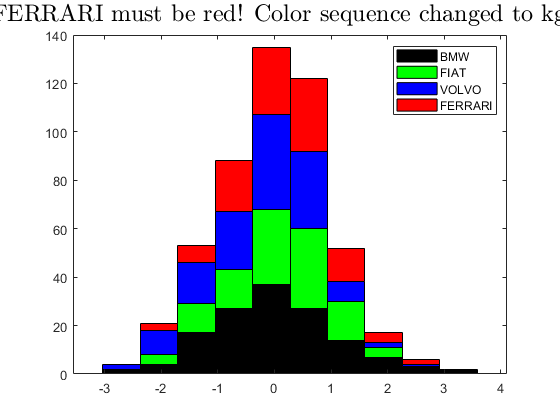 FERRARI must be red! Color sequence changed to kg
140
120
100
80
60
40
20
0
-3 -2 -1 0 1 2 3 4
BMW
FIAT
VOLVO
FERRARI